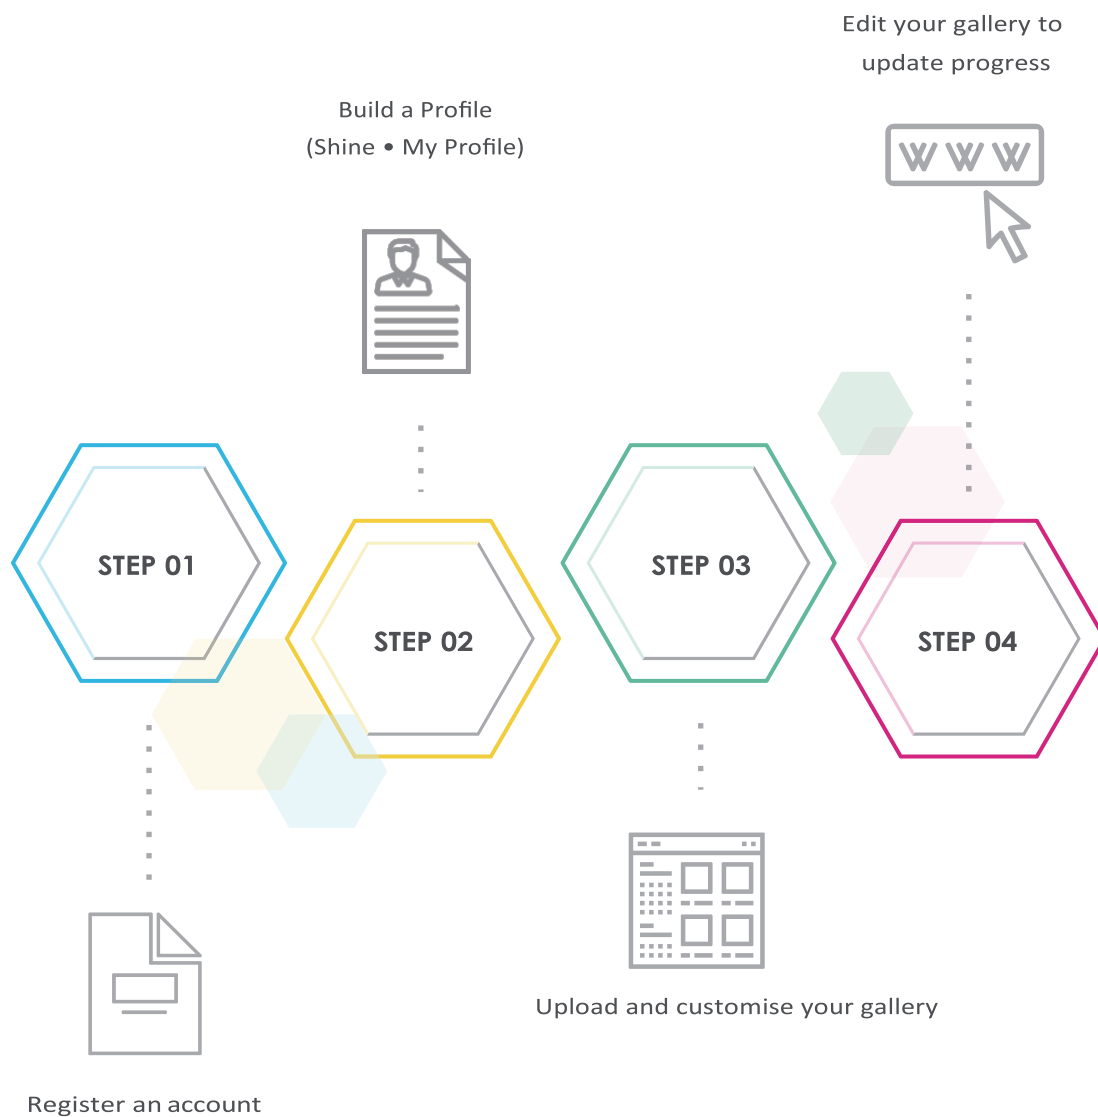 Edit your gallery to
update progress
Build a Profile
(Shine • My Profile)
WWW
STEP 01
STEP 02
STEP 03
STEP 04
Upload and customise your gallery
Register an account